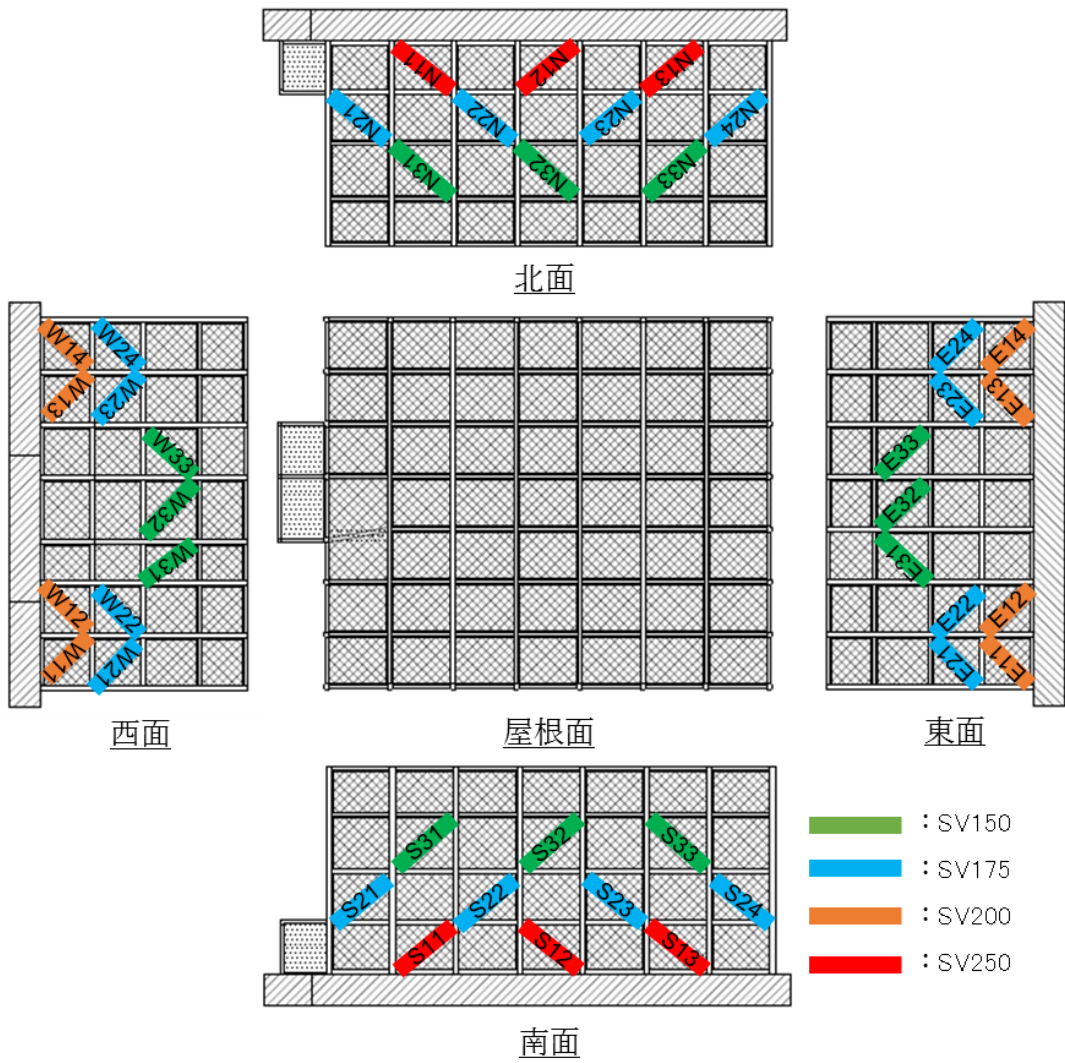 N11
N12
N13
N21
N22
N23
N24
N31
N32
N33
北面
W14
W24
W13
W23
W33
W32
W31
W12
W22
W11
W21
西面
屋根面
E24
E14
E23
E13
E33
E32
E31
E22
E12
E21
E11
東面
S31
S32
S33
S21
S22
S23
S24
S11
S12
S13
南面
：SV150
：SV175
：SV200
：SV250